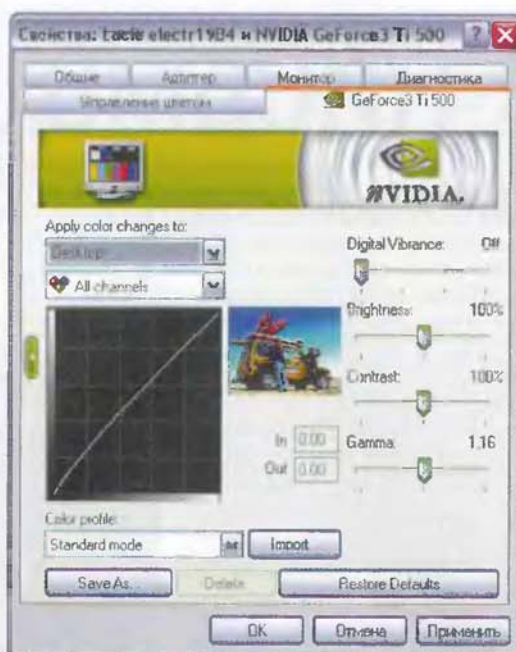 Свойства: Lacie electr1984 и NVIDIA GeForce3 Ti 500 ?
Общие Адаптер Монитор Диагностика
Управление цветом GeForce3 Ti 500
NVIDIA.
Apply color changes to:
Desktop
All channels
Digital Vibrance: Off
Brightness: 100%
Contrast: 100%
In 0.00
Gamma: 1.16
Out 0.00
Color profile:
Standard mode Import
Save As... Delete Restore Defaults
OK Отмена Применить